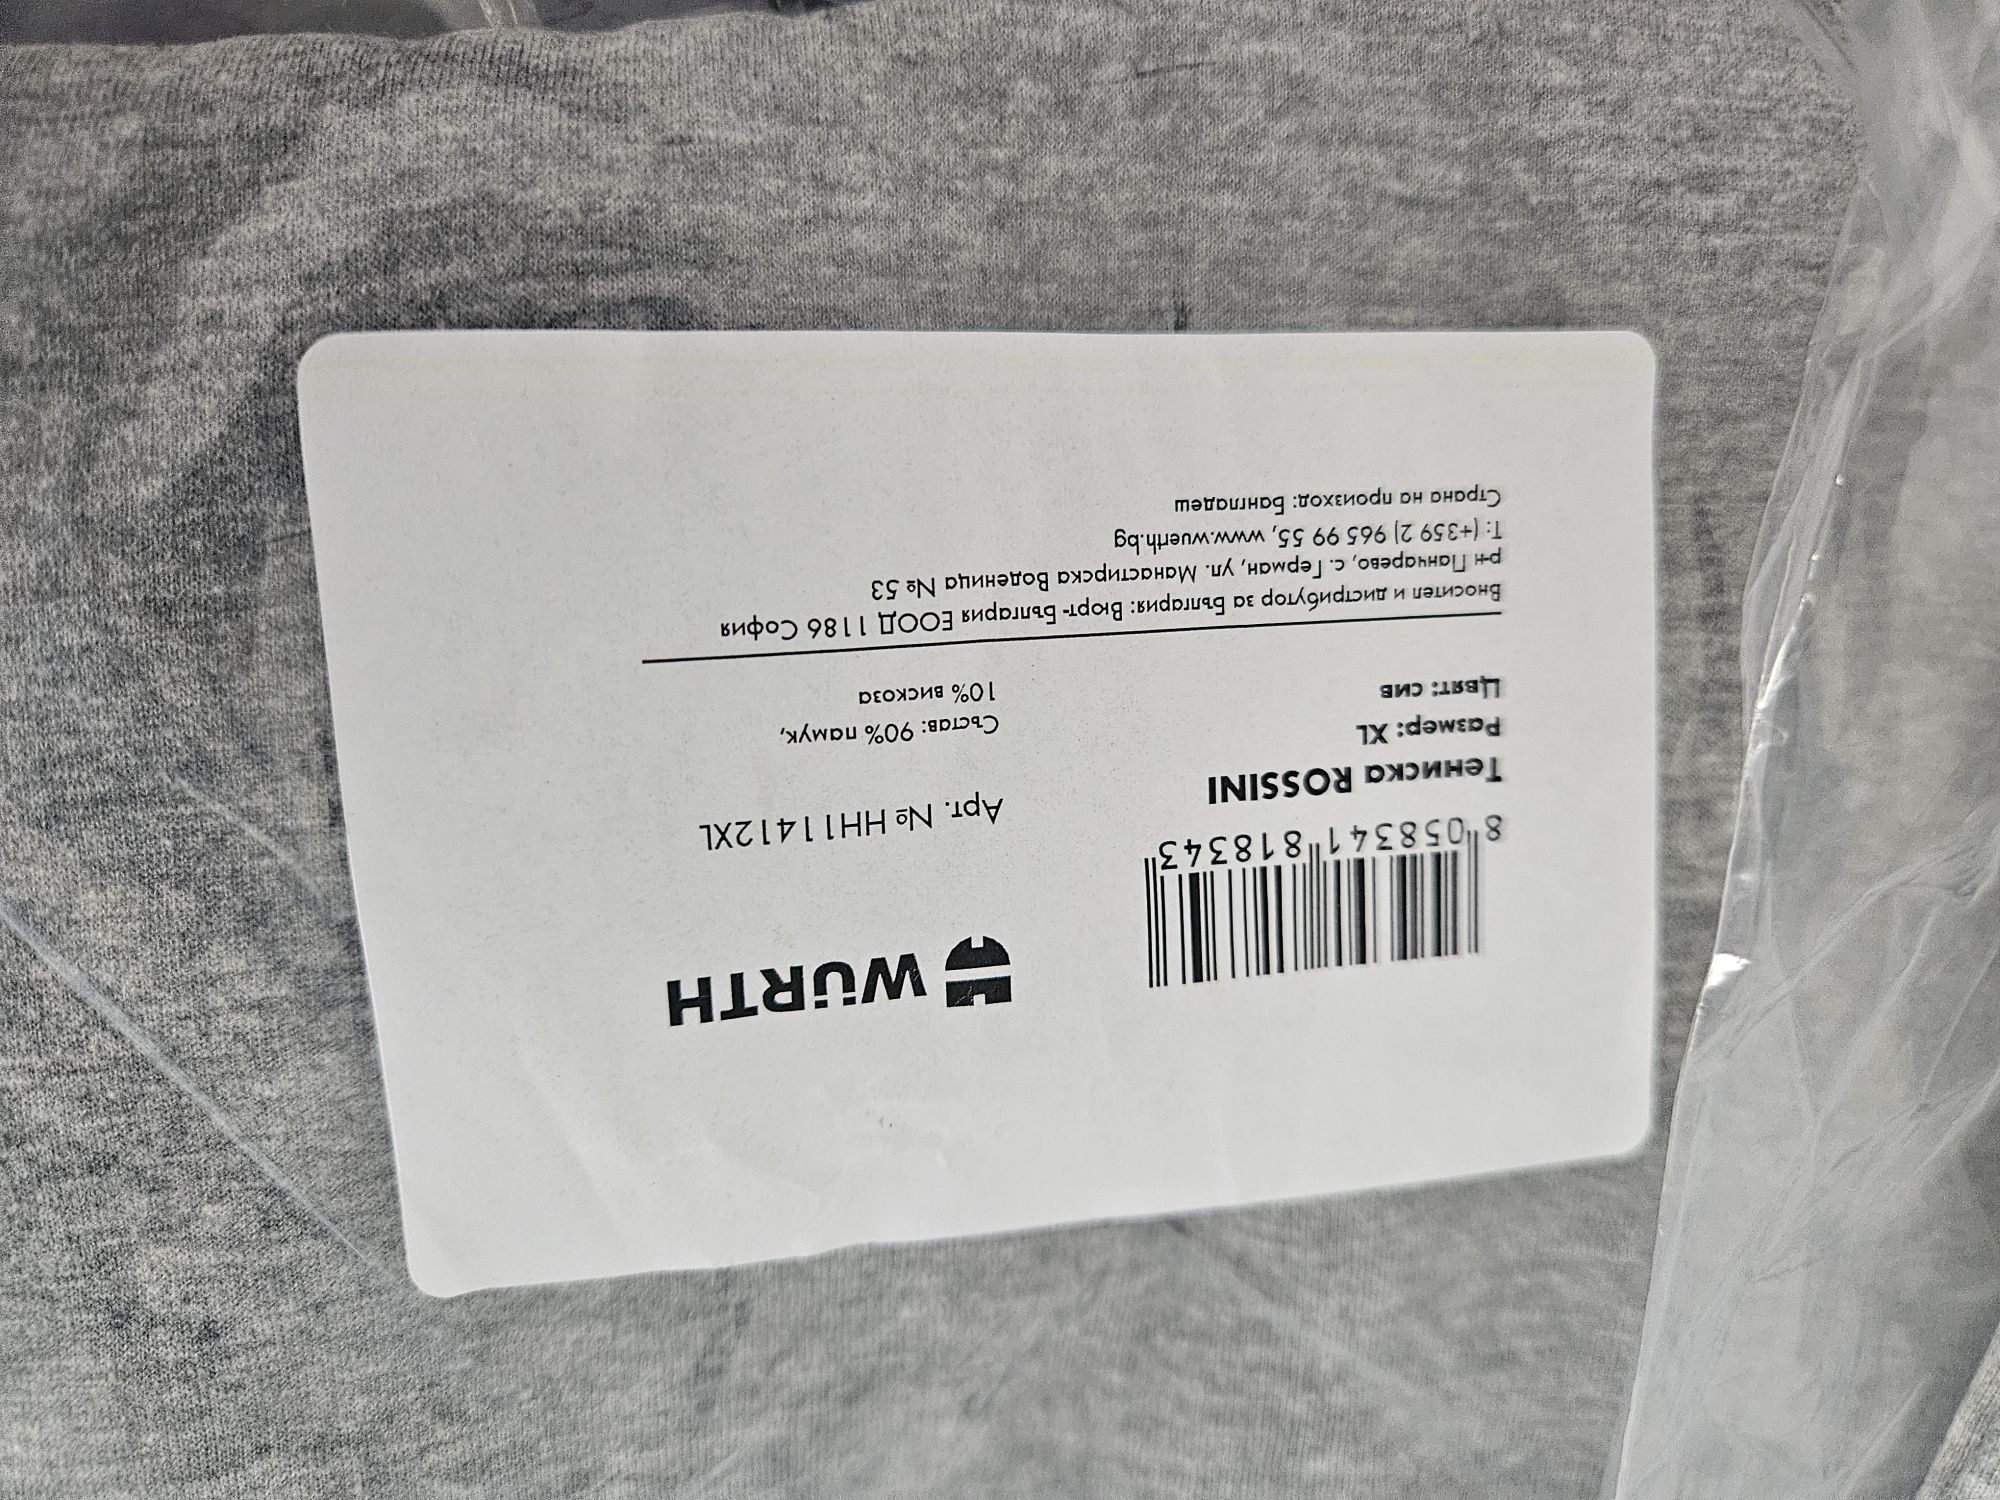 WÜRTH
8 058341 818343
Арт. № HH111412XL
Тениска ROSSINI
Размер: XL
Цвят: сив
Състав: 90% памук,
10% вискоза
Вносител и дистрибутор за България: Вюрт-България ЕООД 1186 София
р-н Панчарево, с. Герман, ул. Манастирска Воденица № 53
Т: (+359 2) 965 99 55, www.wuerth.bg
Страна на произход: Бангладеш